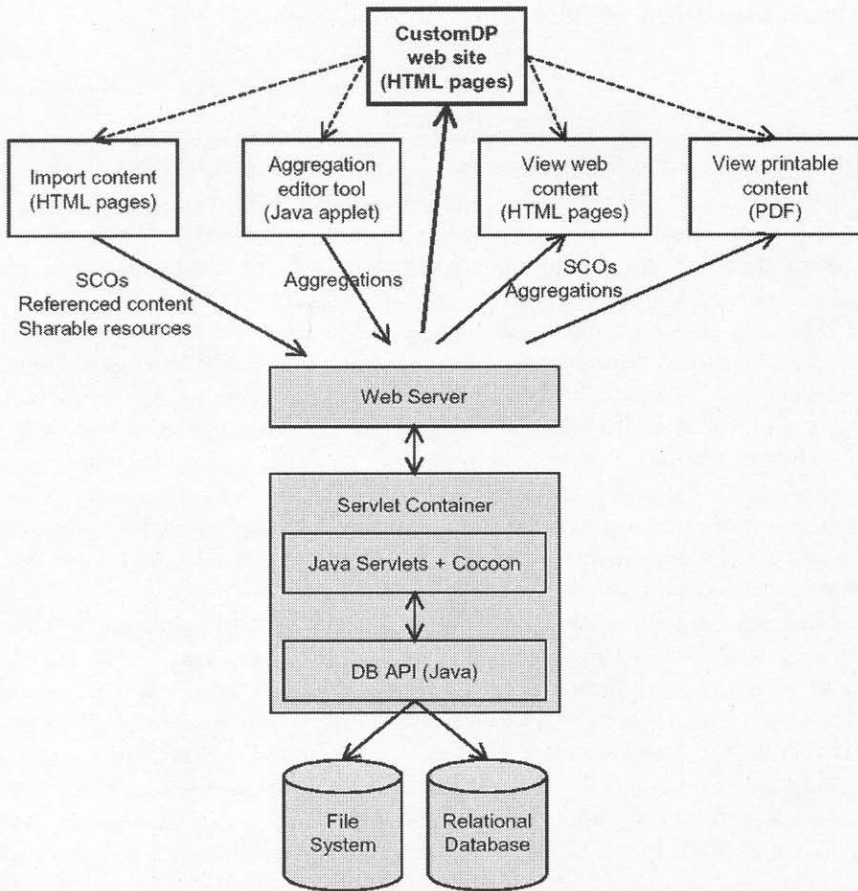 CustomDP
web site
(HTML pages)
Import content
(HTML pages)
Aggregation
editor tool
(Java applet)
View web
content
(HTML pages)
View printable
content
(PDF)
SCOs
Referenced content
Sharable resources
Aggregations
SCOs
Aggregations
Web Server
Servlet Container
Java Servlets + Cocoon
DB API (Java)
File
System
Relational
Database